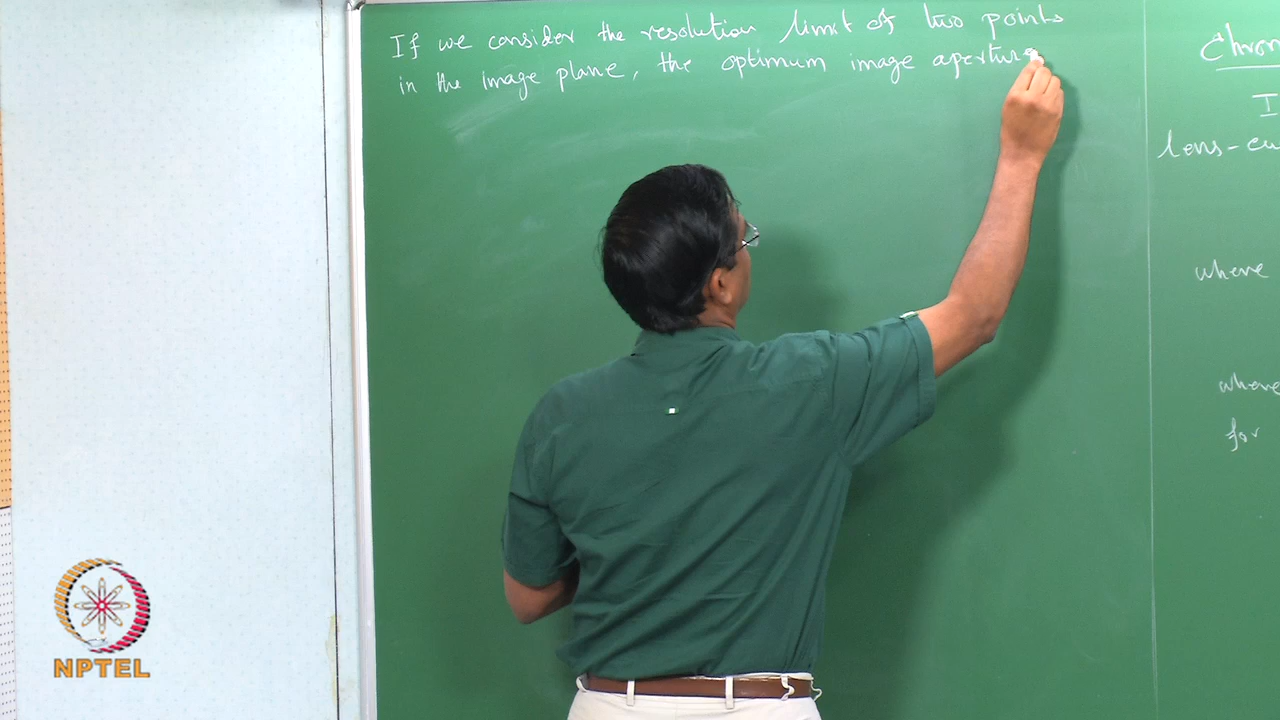 If we consider the resolution limit of two points
in the image plane, the optimum image aperture
Chrom
I
lens-cu
where
where
for
NPTEL